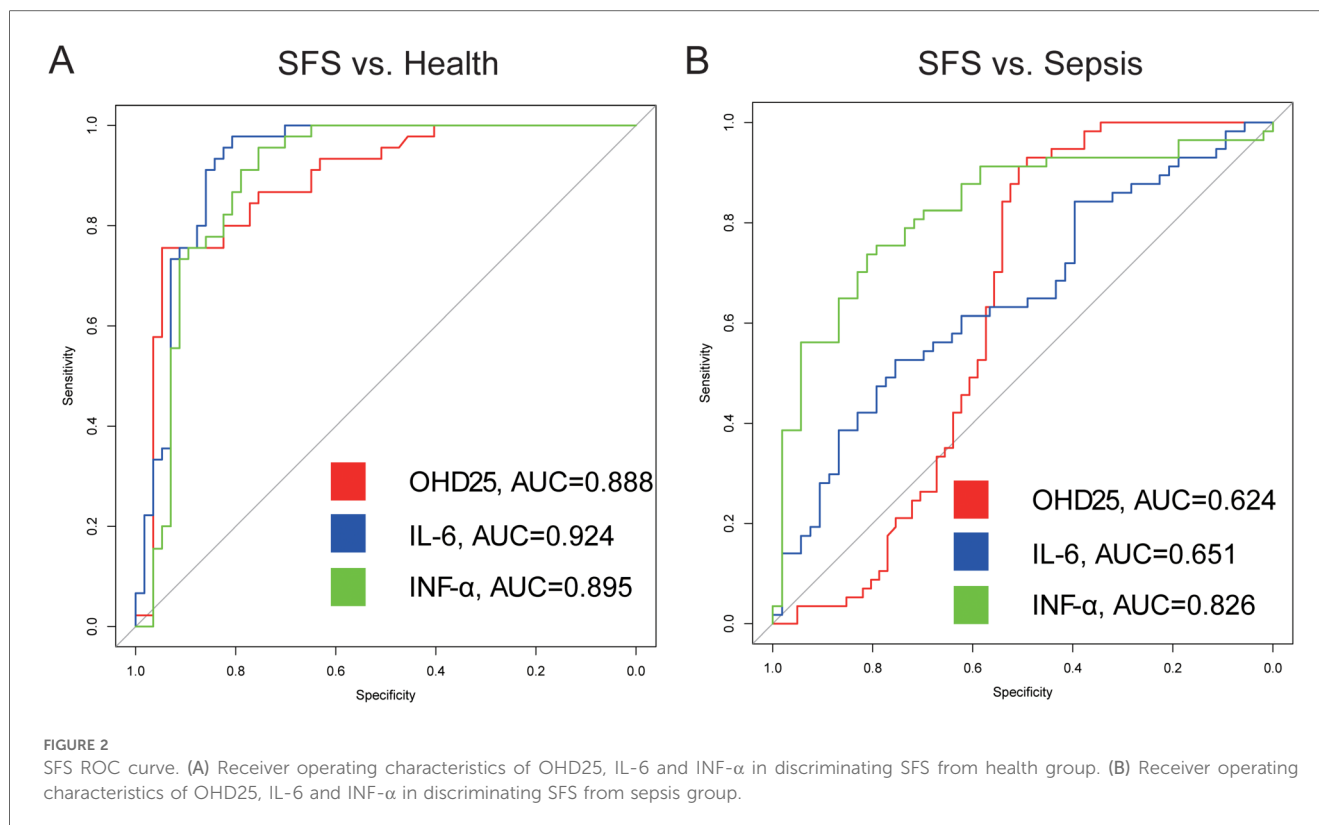 A
SFS vs. Health
1.0
0.8
0.6
0.4
0.2
0.0
Sensitivity
OHD25, AUC=0.888
IL-6, AUC=0.924
INF-α, AUC=0.895
1.0
0.8
0.6
0.4
0.2
0.0
Specificity
B
SFS vs. Sepsis
1.0
0.8
0.6
0.4
0.2
0.0
Sensitivity
OHD25, AUC=0.624
IL-6, AUC=0.651
INF-α, AUC=0.826
1.0
0.8
0.6
0.4
0.2
0.0
Specificity
FIGURE 2
SFS ROC curve. (A) Receiver operating characteristics of OHD25, IL-6 and INF-α in discriminating SFS from health group. (B) Receiver operating
characteristics of OHD25, IL-6 and INF-α in discriminating SFS from sepsis group.